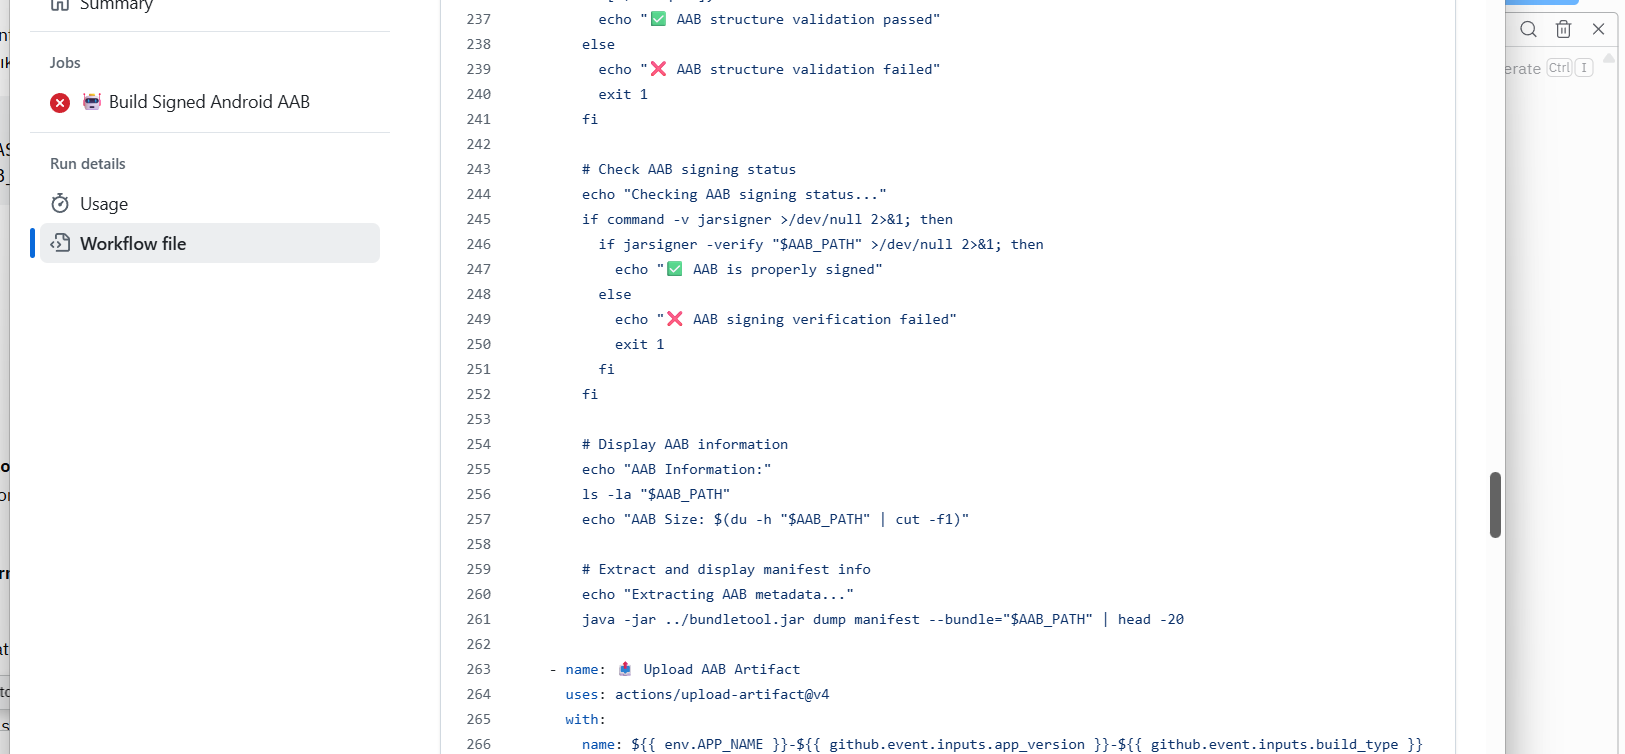 Summary
Jobs
Build Signed Android AAB
Run details
Usage
Workflow file
237 echo "✅ AAB structure validation passed"
238 else
239 echo "❌ AAB structure validation failed"
240 exit 1
241 fi
242
243 # Check AAB signing status
244 echo "Checking AAB signing status..."
245 if command -v jarsigner >/dev/null 2>&1; then
246 if jarsigner -verify "$AAB_PATH" >/dev/null 2>&1; then
247 echo "✅ AAB is properly signed"
248 else
249 echo "❌ AAB signing verification failed"
250 exit 1
251 fi
252 fi
253
254 # Display AAB information
255 echo "AAB Information:"
256 ls -la "$AAB_PATH"
257 echo "AAB Size: $(du -h "$AAB_PATH" | cut -f1)"
258
259 # Extract and display manifest info
260 echo "Extracting AAB metadata..."
261 java -jar ../bundletool.jar dump manifest --bundle="$AAB_PATH" | head -20
262
263 - name: 📤 Upload AAB Artifact
264 uses: actions/upload-artifact@v4
265 with:
266 name: ${{ env.APP_NAME }}-${{ github.event.inputs.app_version }}-${{ github.event.inputs.build_type }}
erate Ctrl I